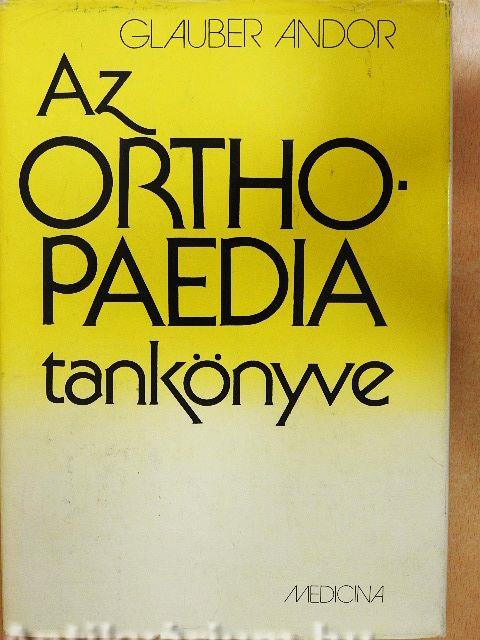 GLAUBER ANDOR
Az
ORTHO-
PAEDIA
tankönyve
MEDICINA